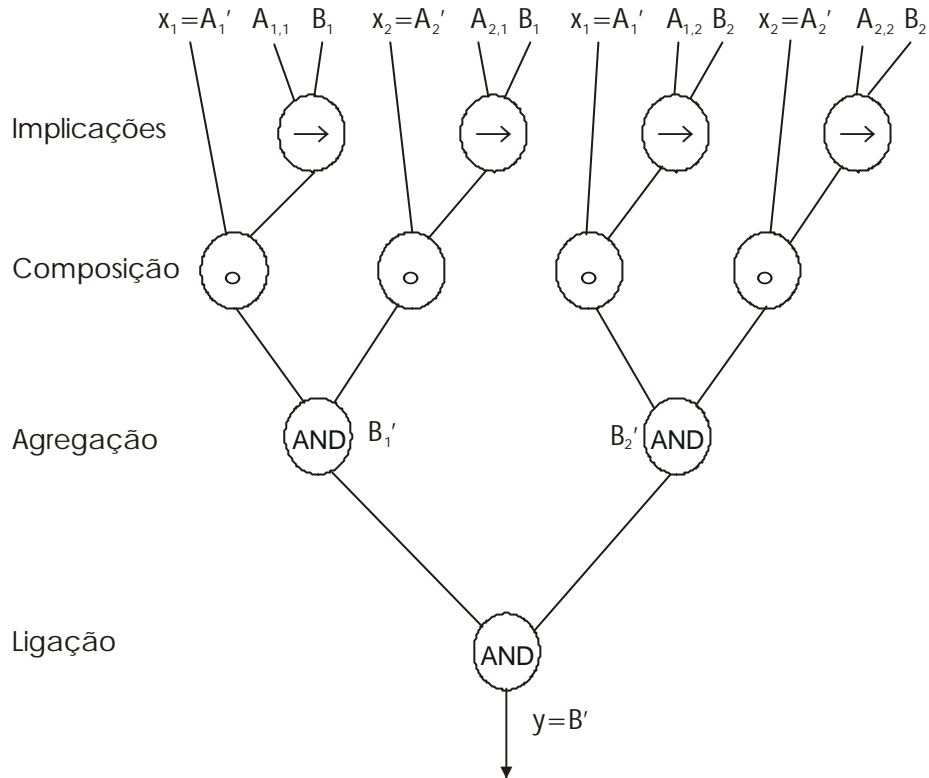 x₁=A₁' A₁,₁ B₁ x₂=A₂' A₂,₁ B₁ x₁=A₁' A₁,₂ B₂ x₂=A₂' A₂,₂ B₂
Implicações → → → →
Composição o o o o
Agregação AND B₁' B₂' AND
Ligação AND
y=B'